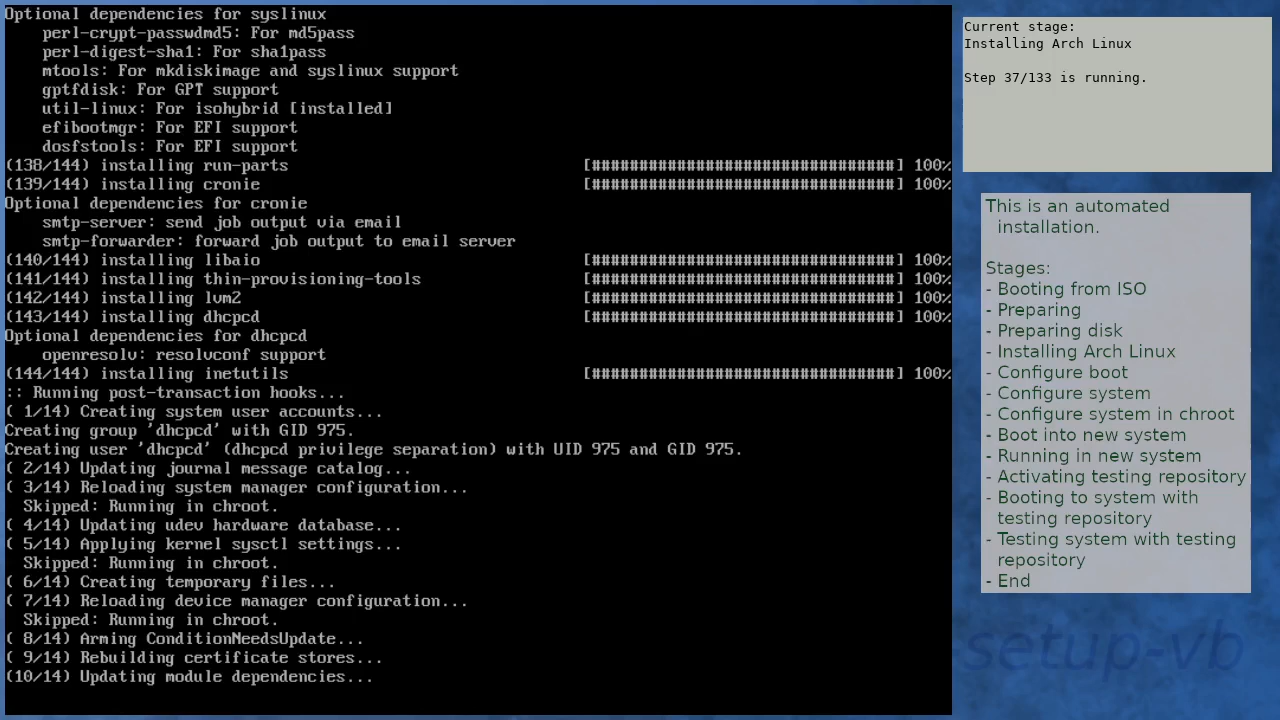 Optional dependencies for syslinux
    perl-crypt-passwdmd5: For md5pass
    perl-digest-sha1: For sha1pass
    mtools: For mkdiskimage and syslinux support
    gptfdisk: For GPT support
    util-linux: For isohybrid [installed]
    efibootmgr: For EFI support
    dosfstools: For EFI support
(138/144) installing run-parts [################################] 100%
(139/144) installing cronie [################################] 100%
Optional dependencies for cronie
    smtp-server: send job output via email
    smtp-forwarder: forward job output to email server
(140/144) installing libaio [################################] 100%
(141/144) installing thin-provisioning-tools [################################] 100%
(142/144) installing lvm2 [################################] 100%
(143/144) installing dhcpcd [################################] 100%
Optional dependencies for dhcpcd
    openresolv: resolvconf support
(144/144) installing inetutils [################################] 100%
:: Running post-transaction hooks...
( 1/14) Creating system user accounts...
Creating group 'dhcpcd' with GID 975.
Creating user 'dhcpcd' (dhcpcd privilege separation) with UID 975 and GID 975.
( 2/14) Updating journal message catalog...
( 3/14) Reloading system manager configuration...
  Skipped: Running in chroot.
( 4/14) Updating udev hardware database...
( 5/14) Applying kernel sysctl settings...
  Skipped: Running in chroot.
( 6/14) Creating temporary files...
( 7/14) Reloading device manager configuration...
  Skipped: Running in chroot.
( 8/14) Arming ConditionNeedsUpdate...
( 9/14) Rebuilding certificate stores...
(10/14) Updating module dependencies...
Current stage:
Installing Arch Linux
Step 37/133 is running.
This is an automated
installation.
Stages:
- Booting from ISO
- Preparing
- Preparing disk
- Installing Arch Linux
- Configure boot
- Configure system
- Configure system in chroot
- Boot into new system
- Running in new system
- Activating testing repository
- Booting to system with
testing repository
- Testing system with testing
repository
- End
setup-vb